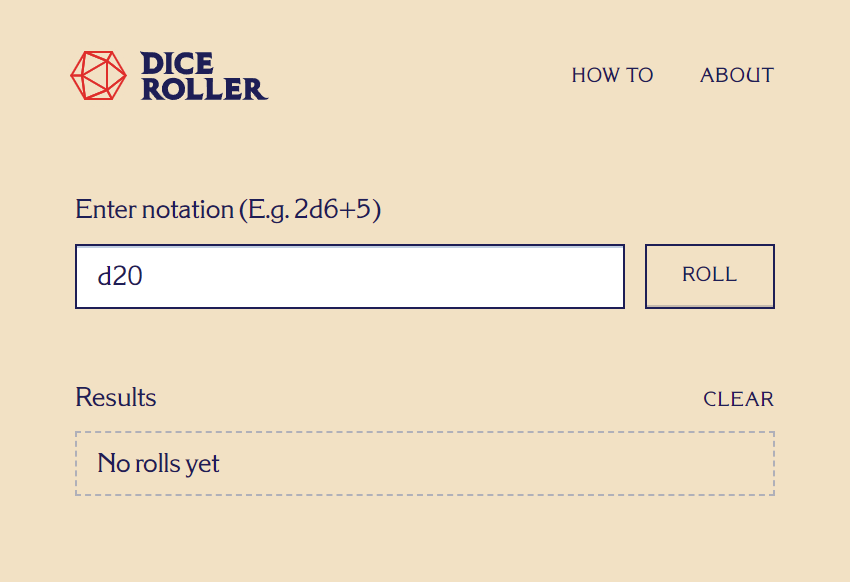 DICE
ROLLER
HOW TO
ABOUT
Enter notation (E.g. 2d6+5)
d20
ROLL
Results
CLEAR
No rolls yet